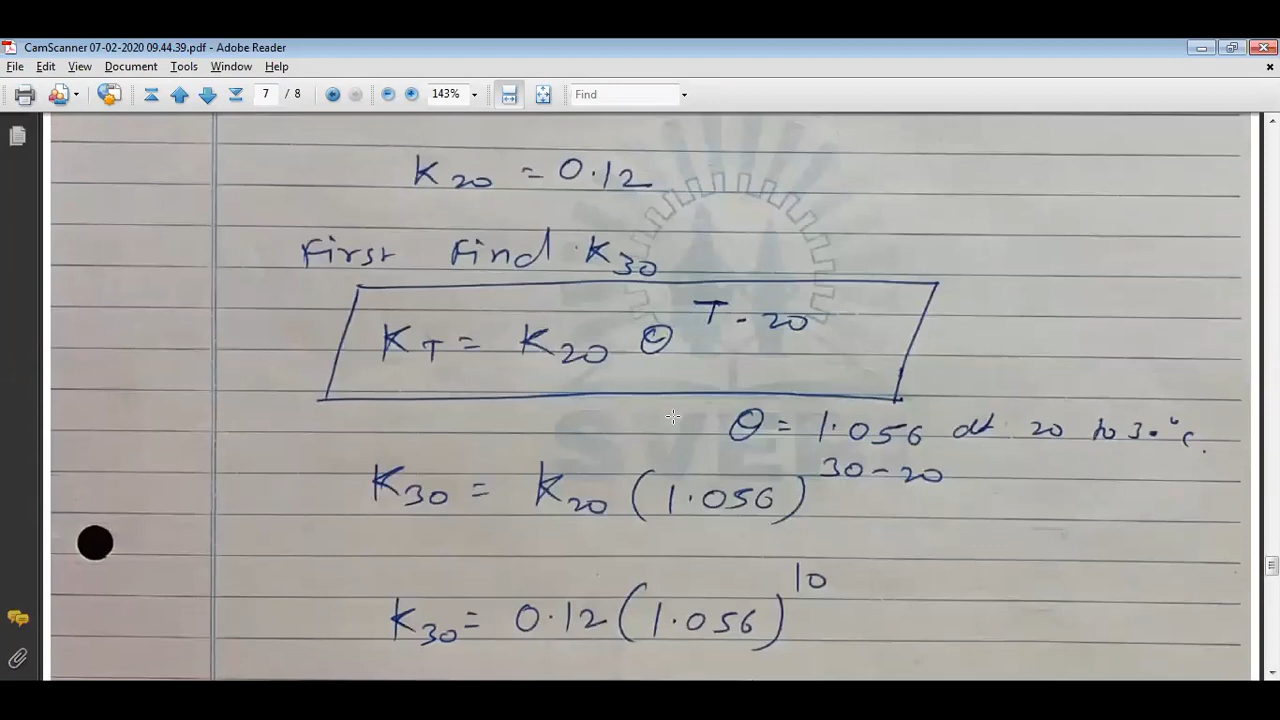 CamScanner 07-02-2020 09.44.39.pdf - Adobe Reader
File Edit View Document Tools Window Help
7 / 8 143% Find
K20 = 0.12
First Find K30
KT = K20 Θ^T-20
θ = 1.056 at 20 to 30°C.
K30 = K20 (1.056)^30-20
K30 = 0.12 (1.056)^10
SVERI